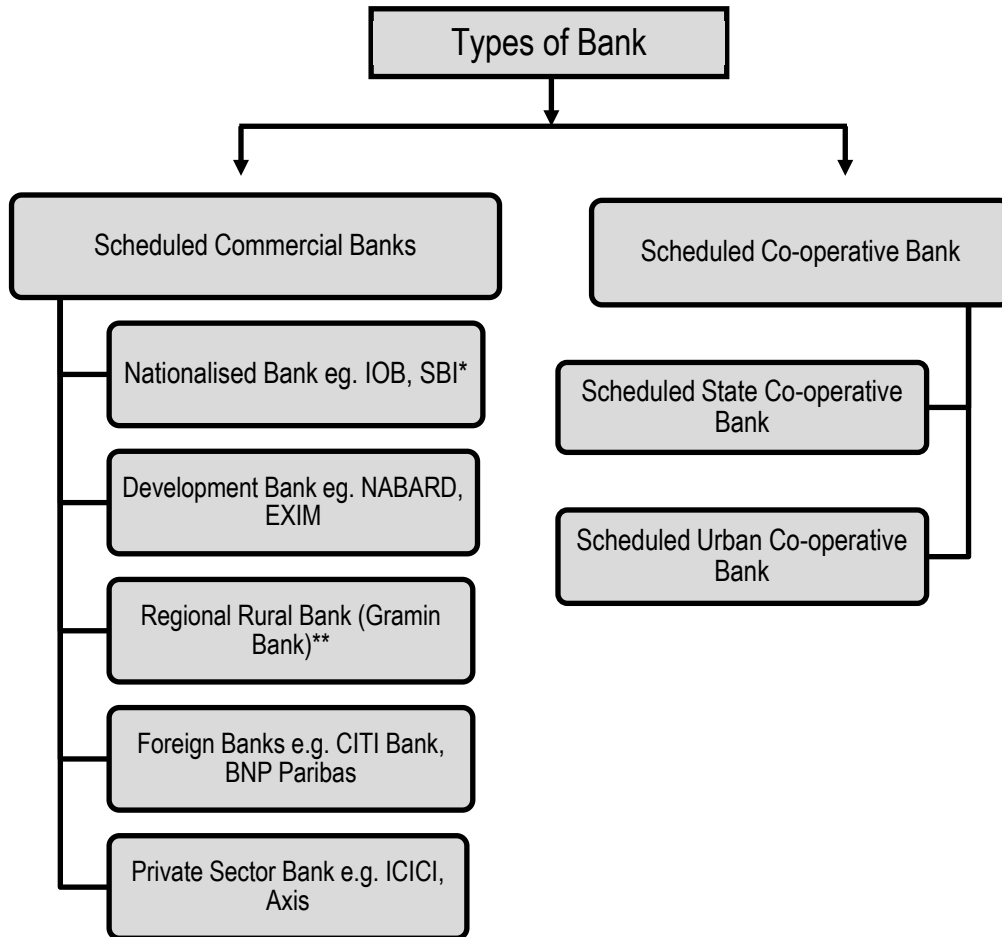 Types of Bank
Scheduled Commercial Banks
Nationalised Bank eg. IOB, SBI*
Development Bank eg. NABARD,
EXIM
Regional Rural Bank (Gramin
Bank)**
Foreign Banks e.g. CITI Bank,
BNP Paribas
Private Sector Bank e.g. ICICI,
Axis
Scheduled Co-operative Bank
Scheduled State Co-operative
Bank
Scheduled Urban Co-operative
Bank